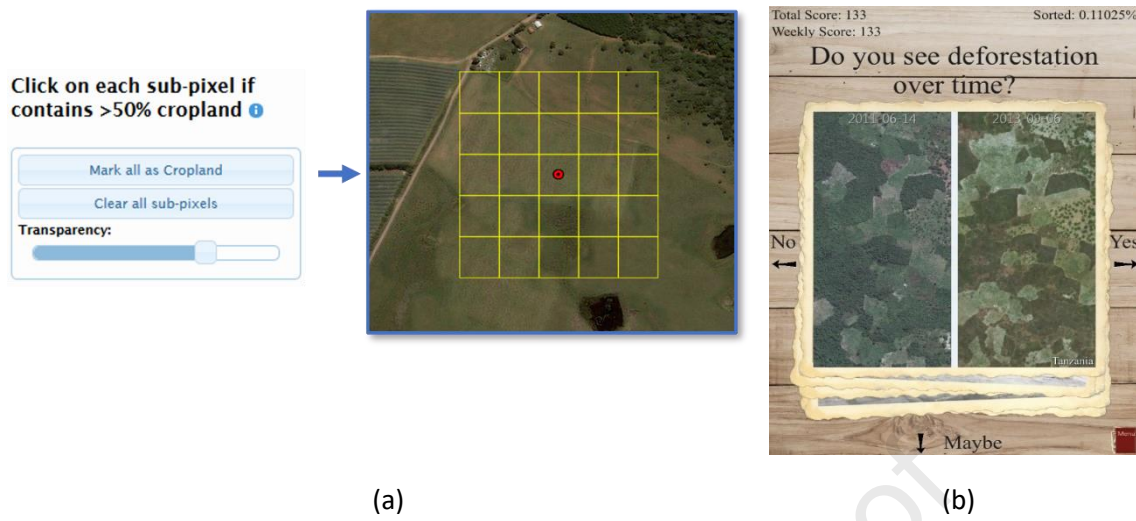 Click on each sub-pixel if
contains >50% cropland
Mark all as Cropland
Clear all sub-pixels
Transparency:
Total Score: 133
Sorted: 0.11025%
Weekly Score: 133
Do you see deforestation
over time?
2011-06-14
No
Yes
Tanzania
Maybe
Menu
(a)
(b)